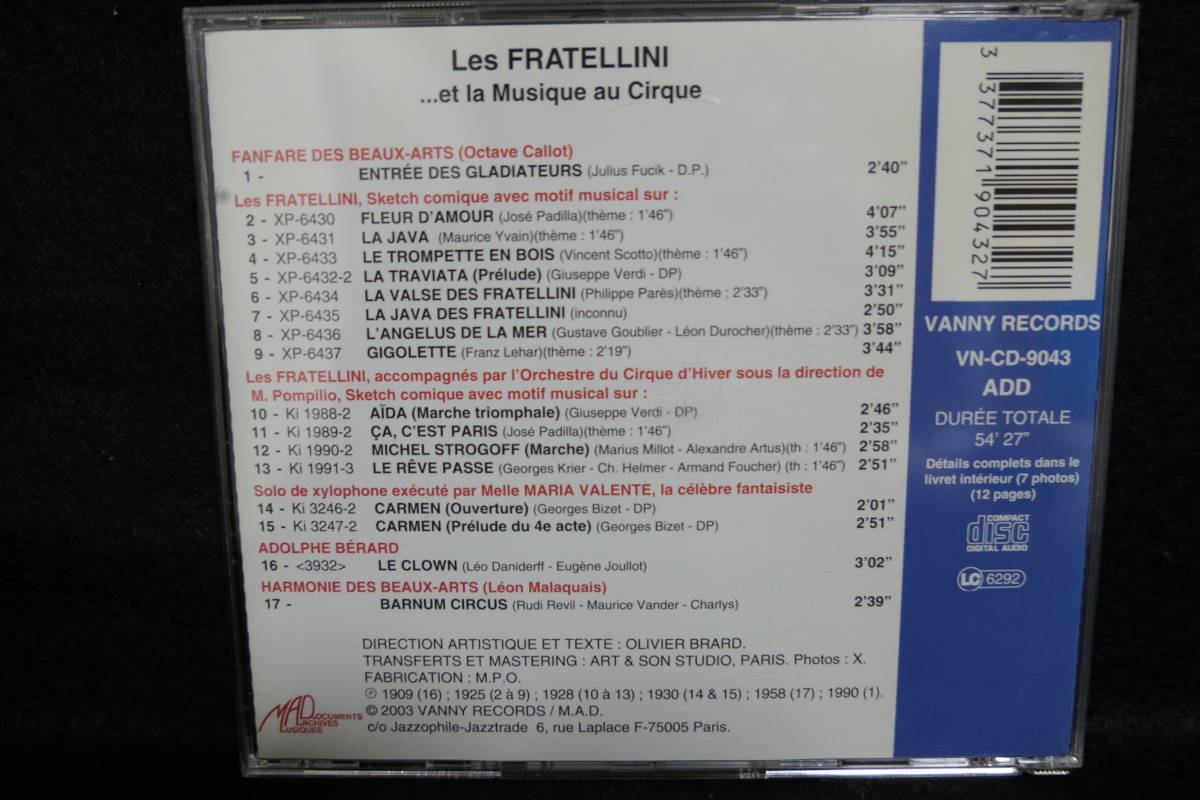 Les FRATELLINI
...et la Musique au Cirque
FANFARE DES BEAUX-ARTS (Octave Callot)
1 - ENTRÉE DES GLADIATEURS (Julius Fucik - D.P.) 2'40"
Les FRATELLINI, Sketch comique avec motif musical sur :
2 - XP-6430 FLEUR D'AMOUR (José Padilla)(thème : 1'46") 4'07"
3 - XP-6431 LA JAVA (Maurice Yvain)(thème : 1'46") 3'55"
4 - XP-6433 LE TROMPETTE EN BOIS (Vincent Scotto)(thème : 1'46") 4'15"
5 - XP-6432-2 LA TRAVIATA (Prélude) (Giuseppe Verdi - DP) 3'09"
6 - XP-6434 LA VALSE DES FRATELLINI (Philippe Parès)(thème : 2'33") 3'31"
7 - XP-6435 LA JAVA DES FRATELLINI (inconnu) 2'50"
8 - XP-6436 L'ANGELUS DE LA MER (Gustave Goublier - Léon Durocher)(thème : 2'33") 3'58"
9 - XP-6437 GIGOLETTE (Franz Lehar)(thème : 2'19") 3'44"
Les FRATELLINI, accompagnés par l'Orchestre du Cirque d'Hiver sous la direction de
M. Pompilio, Sketch comique avec motif musical sur :
10 - Ki 1988-2 AÏDA (Marche triomphale) (Giuseppe Verdi - DP) 2'46"
11 - Ki 1989-2 ÇA, C'EST PARIS (José Padilla)(thème : 1'46") 2'35"
12 - Ki 1990-2 MICHEL STROGOFF (Marche) (Marius Millot - Alexandre Artus)(th : 1'46") 2'58"
13 - Ki 1991-3 LE RÊVE PASSE (Georges Krier - Ch. Helmer - Armand Foucher) (th : 1'46") 2'51"
Solo de xylophone exécuté par Melle MARIA VALENTE, la célèbre fantaisiste
14 - Ki 3246-2 CARMEN (Ouverture) (Georges Bizet - DP) 2'01"
15 - Ki 3247-2 CARMEN (Prélude du 4e acte) (Georges Bizet - DP) 2'51"
ADOLPHE BÉRARD
16 - <3932> LE CLOWN (Léo Daniderff - Eugène Joullot) 3'02"
HARMONIE DES BEAUX-ARTS (Léon Malaquais)
17 - BARNUM CIRCUS (Rudi Revil - Maurice Vander - Charlys) 2'39"
DIRECTION ARTISTIQUE ET TEXTE : OLIVIER BRARD.
TRANSFERTS ET MASTERING : ART & SON STUDIO, PARIS. Photos : X.
FABRICATION : M.P.O.
℗ 1909 (16) ; 1925 (2 à 9) ; 1928 (10 à 13) ; 1930 (14 & 15) ; 1958 (17) ; 1990 (1).
© 2003 VANNY RECORDS / M.A.D.
c/o Jazzophile-Jazztrade 6, rue Laplace F-75005 Paris.
MAD
DOCUMENTS
ARCHIVES
MUSIQUES
3 377371 904327
VANNY RECORDS
VN-CD-9043
ADD
DURÉE TOTALE
54' 27"
Détails complets dans le
livret intérieur (7 photos)
(12 pages)
COMPACT
disc
DIGITAL AUDIO
LC 6292